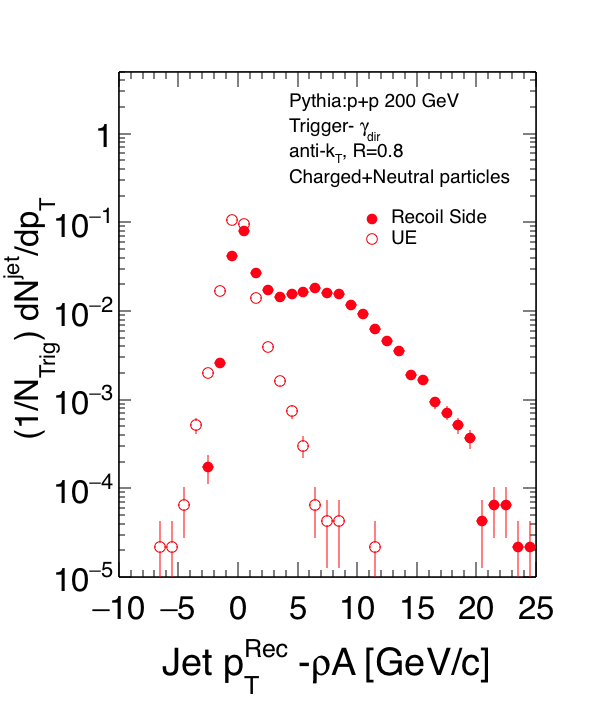 Pythia:p+p 200 GeV
Trigger- γdir
anti-kT, R=0.8
Charged+Neutral particles
Recoil Side
UE
(1/NTrig) dNjet/dpT
1
10−1
10−2
10−3
10−4
10−5
−10 −5 0 5 10 15 20 25
Jet pTRec -ρA [GeV/c]